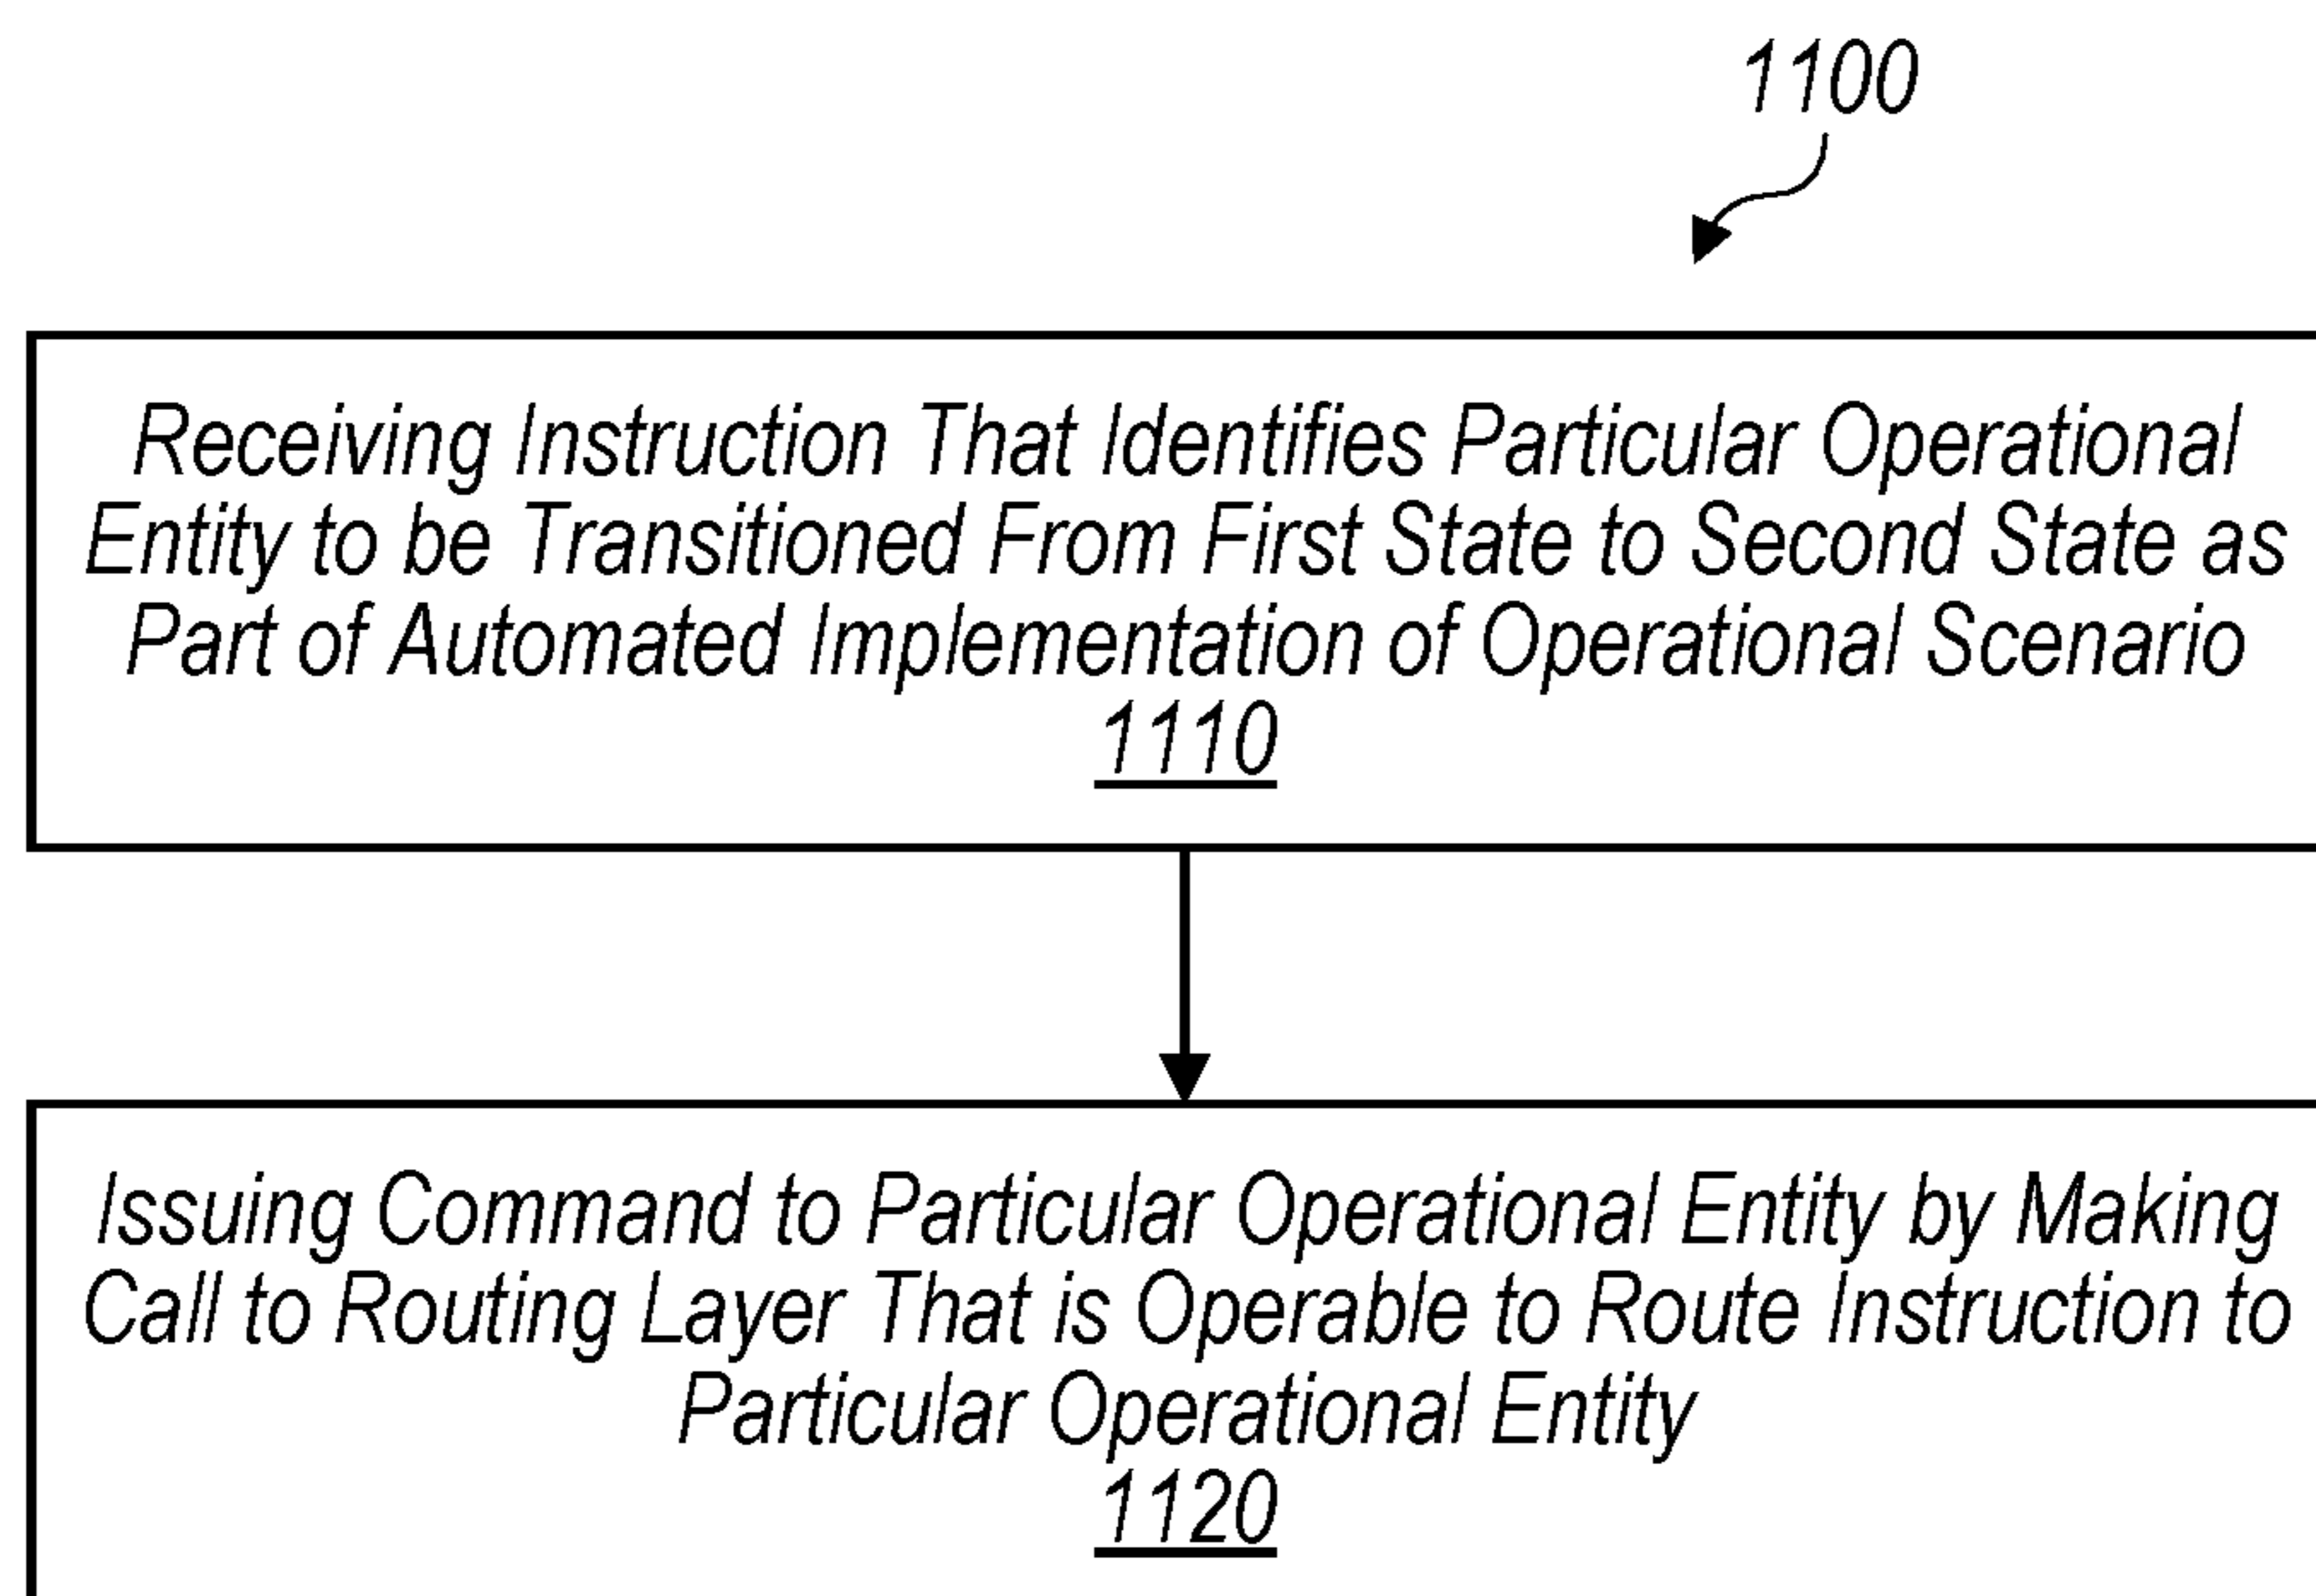 1100
Receiving Instruction That Identifies Particular Operational
Entity to be Transitioned From First State to Second State as
Part of Automated Implementation of Operational Scenario
1110
Issuing Command to Particular Operational Entity by Making
Call to Routing Layer That is Operable to Route Instruction to
Particular Operational Entity
1120